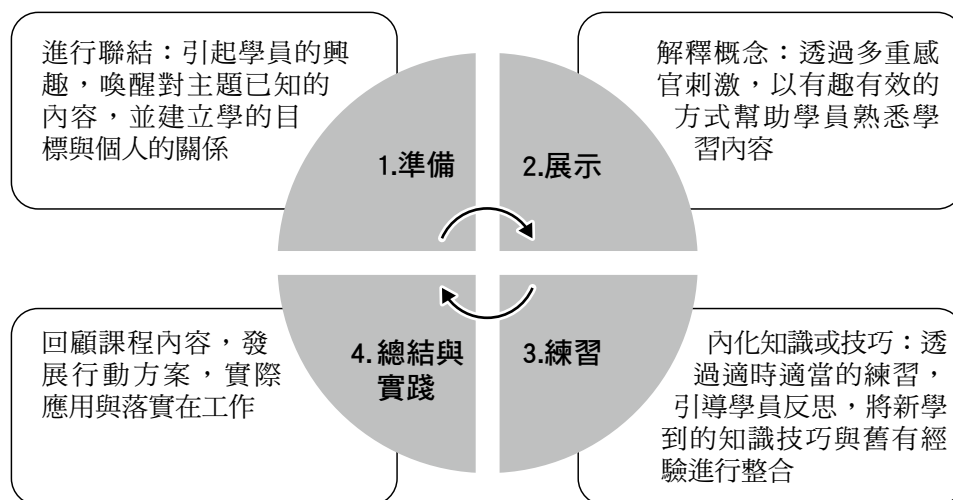 進行聯結：引起學員的興
趣，喚醒對主題已知的
內容，並建立學的目
標與個人的關係
1.準備
解釋概念：透過多重感
官刺激，以有趣有效的
方式幫助學員熟悉學
習內容
2.展示
內化知識或技巧：透
過適時適當的練習，
引導學員反思，將新學
到的知識技巧與舊有經
驗進行整合
3.練習
回顧課程內容，發
展行動方案，實際
應用與落實在工作
4.總結與
實踐